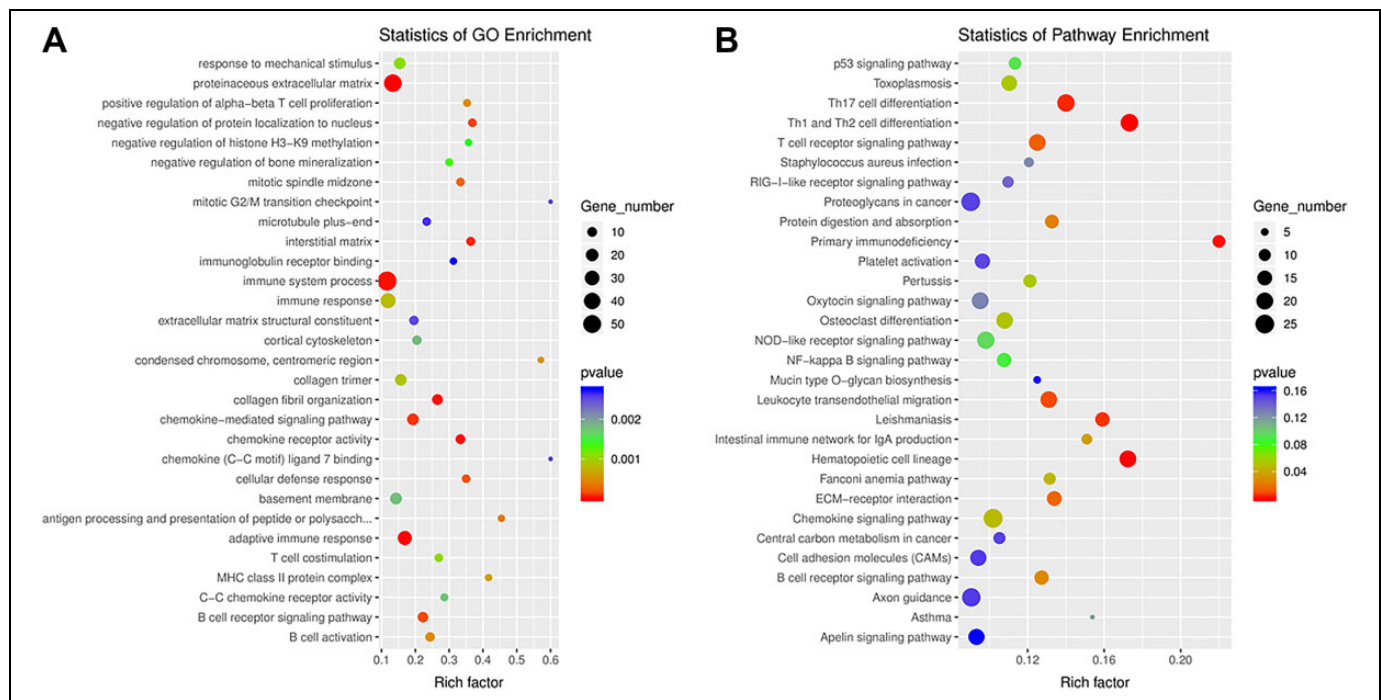 A
Statistics of GO Enrichment
response to mechanical stimulus
proteinaceous extracellular matrix
positive regulation of alpha−beta T cell proliferation
negative regulation of protein localization to nucleus
negative regulation of histone H3−K9 methylation
negative regulation of bone mineralization
mitotic spindle midzone
mitotic G2/M transition checkpoint
microtubule plus−end
interstitial matrix
immunoglobulin receptor binding
immune system process
immune response
extracellular matrix structural constituent
cortical cytoskeleton
condensed chromosome, centromeric region
collagen trimer
collagen fibril organization
chemokine−mediated signaling pathway
chemokine receptor activity
chemokine (C−C motif) ligand 7 binding
cellular defense response
basement membrane
antigen processing and presentation of peptide or polysacch...
adaptive immune response
T cell costimulation
MHC class II protein complex
C−C chemokine receptor activity
B cell receptor signaling pathway
B cell activation
0.1 0.2 0.3 0.4 0.5 0.6
Rich factor
Gene_number
10
20
30
40
50
pvalue
0.002
0.001
B
Statistics of Pathway Enrichment
p53 signaling pathway
Toxoplasmosis
Th17 cell differentiation
Th1 and Th2 cell differentiation
T cell receptor signaling pathway
Staphylococcus aureus infection
RIG−I−like receptor signaling pathway
Proteoglycans in cancer
Protein digestion and absorption
Primary immunodeficiency
Platelet activation
Pertussis
Oxytocin signaling pathway
Osteoclast differentiation
NOD−like receptor signaling pathway
NF−kappa B signaling pathway
Mucin type O−glycan biosynthesis
Leukocyte transendothelial migration
Leishmaniasis
Intestinal immune network for IgA production
Hematopoietic cell lineage
Fanconi anemia pathway
ECM−receptor interaction
Chemokine signaling pathway
Central carbon metabolism in cancer
Cell adhesion molecules (CAMs)
B cell receptor signaling pathway
Axon guidance
Asthma
Apelin signaling pathway
0.12 0.16 0.20
Rich factor
Gene_number
5
10
15
20
25
pvalue
0.16
0.12
0.08
0.04